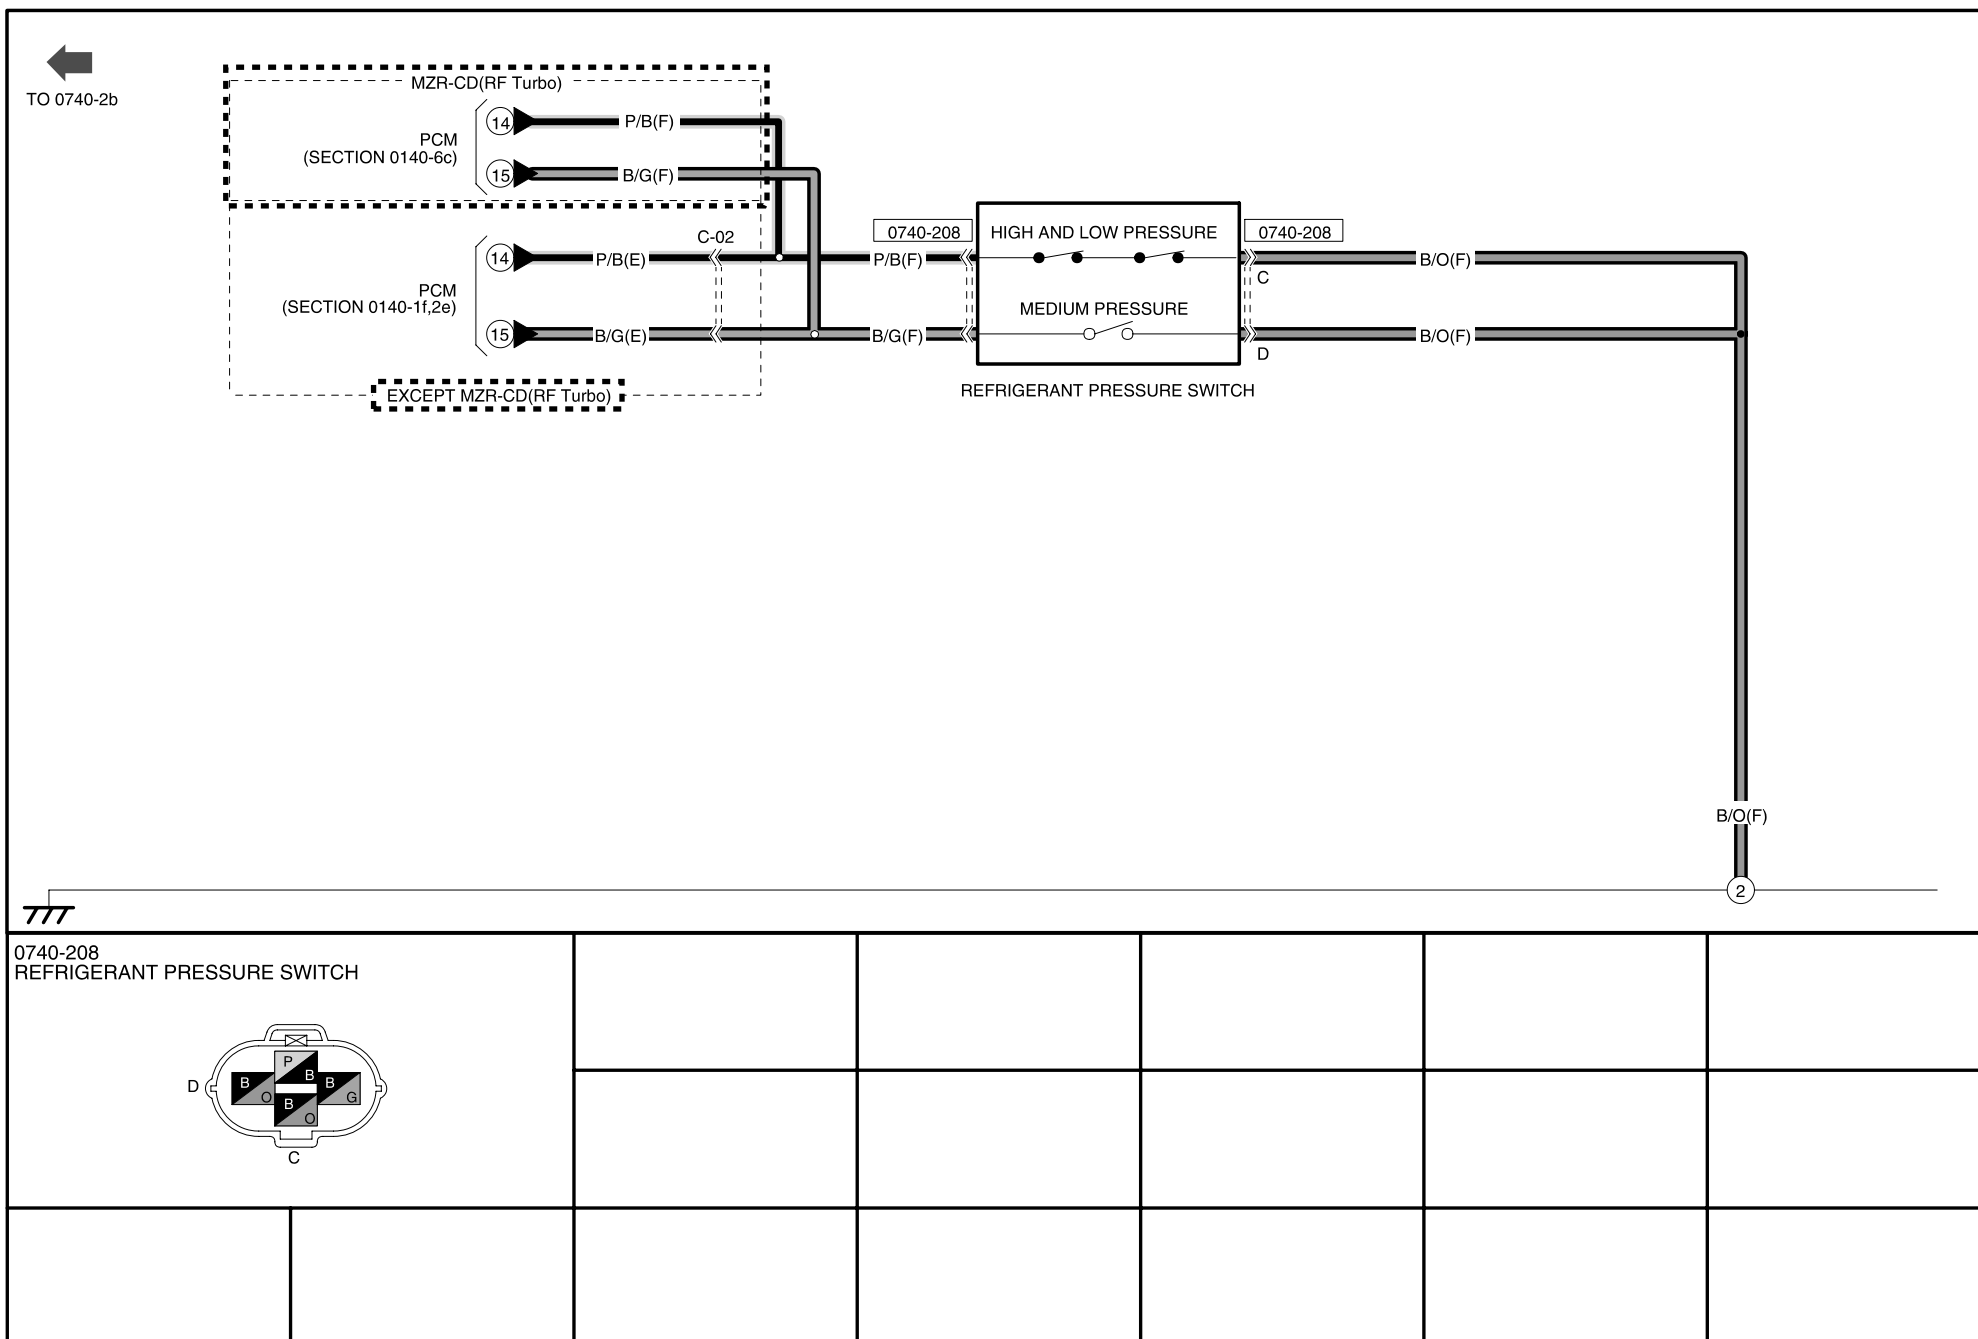 TO 0740-2b
MZR-CD(RF Turbo)
PCM
(SECTION 0140-6c)
14
P/B(F)
15
B/G(F)
PCM
(SECTION 0140-1f,2e)
14
P/B(E)
C-02
P/B(F)
15
B/G(E)
B/G(F)
EXCEPT MZR-CD(RF Turbo)
0740-208
HIGH AND LOW PRESSURE
MEDIUM PRESSURE
REFRIGERANT PRESSURE SWITCH
0740-208
C
B/O(F)
D
B/O(F)
B/O(F)
2
0740-208
REFRIGERANT PRESSURE SWITCH
P
B
D
B
O
B
G
B
O
C